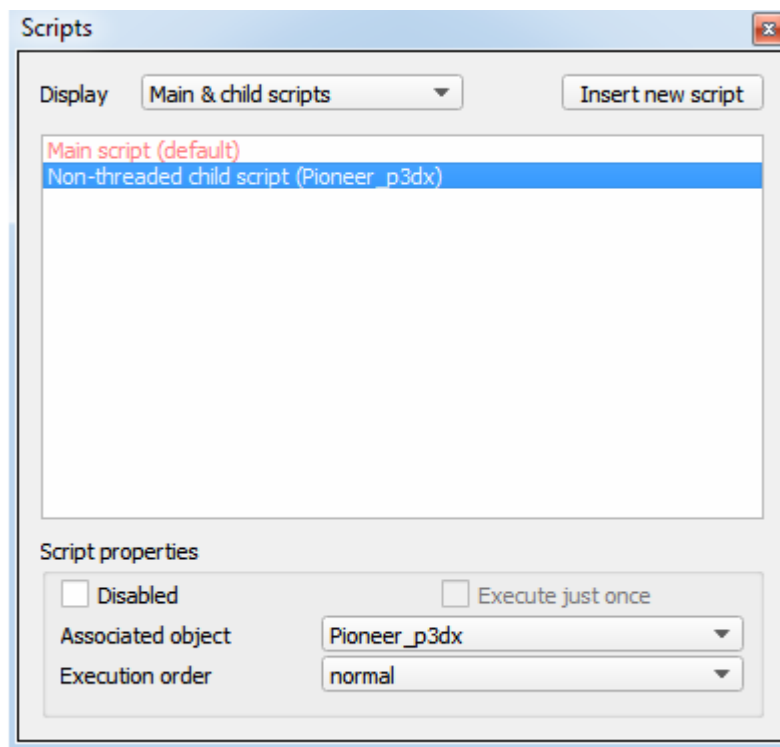 Scripts
Display Main & child scripts Insert new script
Main script (default)
Non-threaded child script (Pioneer_p3dx)
Script properties
Disabled Execute just once
Associated object Pioneer_p3dx
Execution order normal